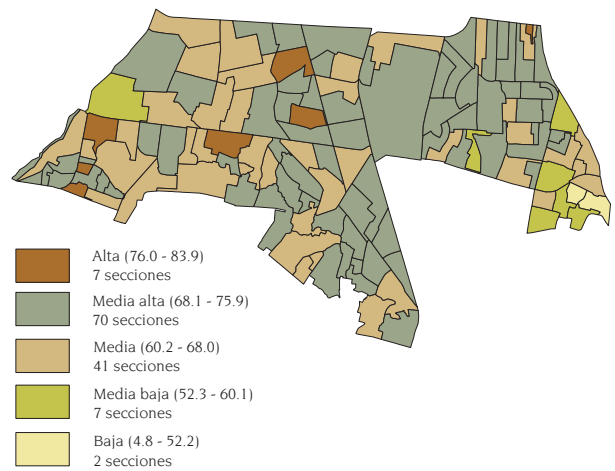 Alta (76.0 - 83.9)
7 secciones
Media alta (68.1 - 75.9)
70 secciones
Media (60.2 - 68.0)
41 secciones
Media baja (52.3 - 60.1)
7 secciones
Baja (4.8 - 52.2)
2 secciones